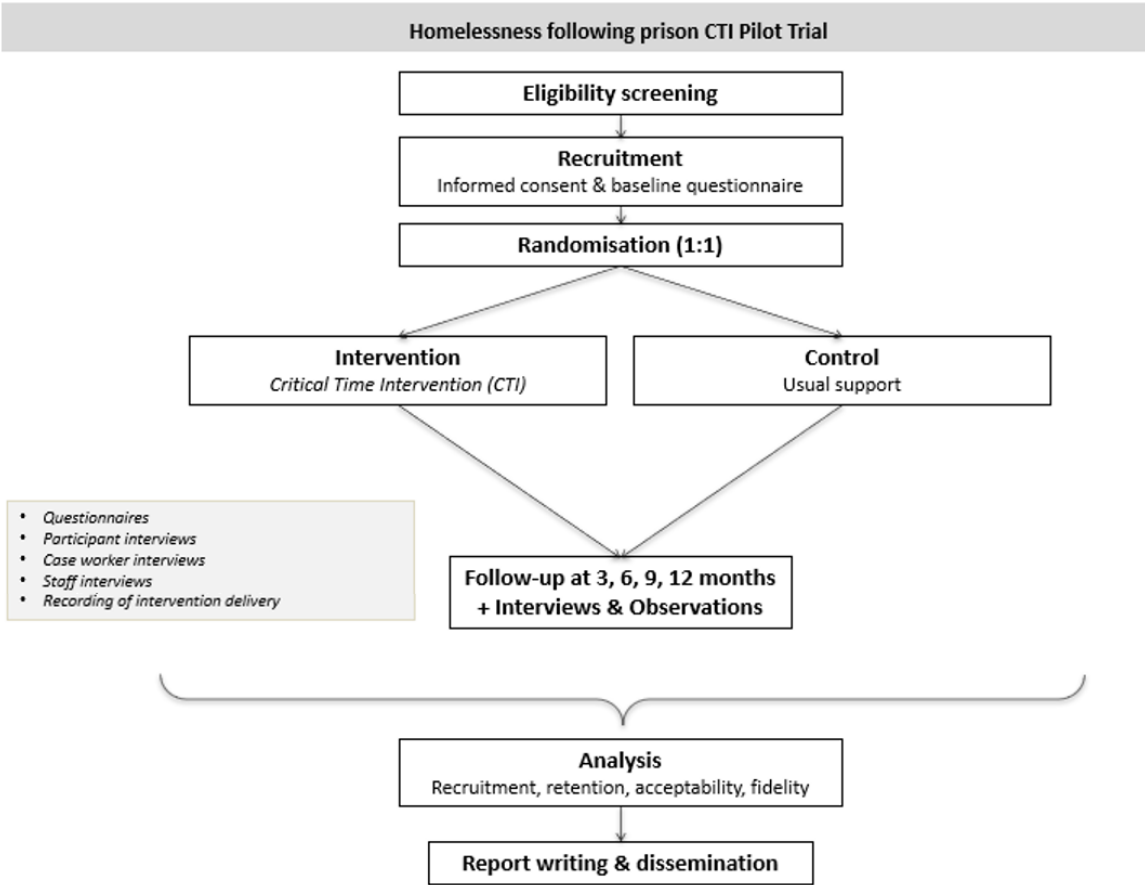 Homelessness following prison CTI Pilot Trial
Eligibility screening
Recruitment
Informed consent & baseline questionnaire
Randomisation (1:1)
Intervention
Critical Time Intervention (CTI)
Control
Usual support
• Questionnaires
• Participant interviews
• Case worker interviews
• Staff interviews
• Recording of intervention delivery
Follow-up at 3, 6, 9, 12 months
+ Interviews & Observations
Analysis
Recruitment, retention, acceptability, fidelity
Report writing & dissemination